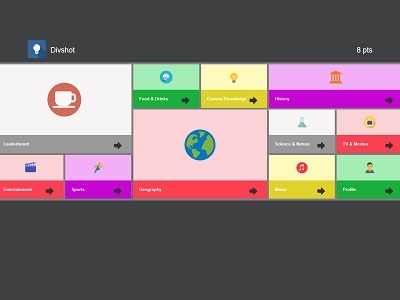 Divshot
8 pts
Food & Drinks
General Knowledge
History
Leaderboard
Science & Nature
TV & Movies
Entertainment
Sports
Geography
Music
Profile